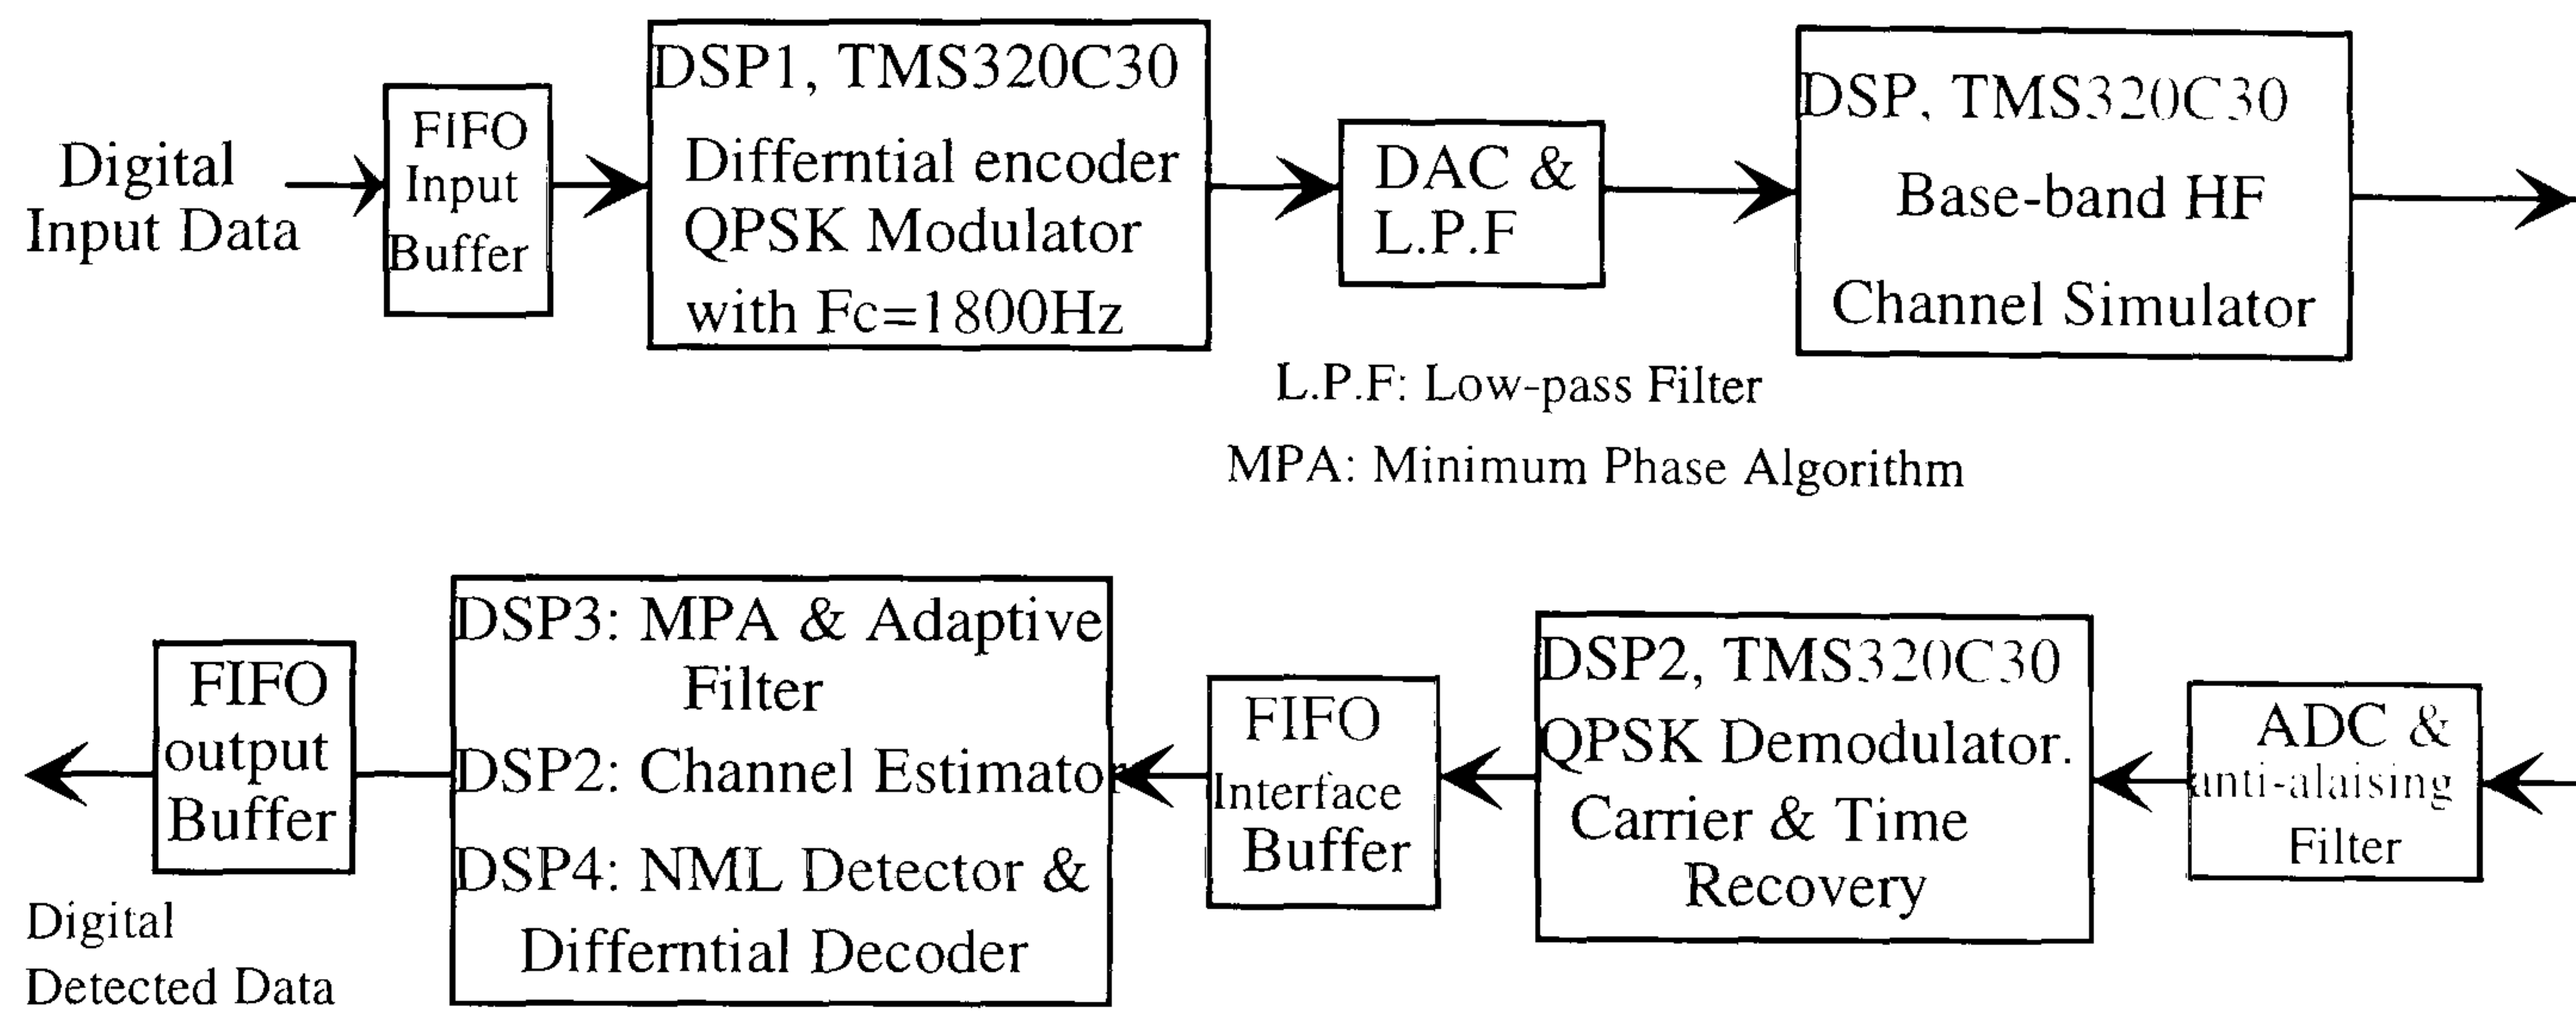 Digital
Input Data
FIFO
Input
Buffer
DSP1, TMS320C30
Differntial encoder
QPSK Modulator
with Fc=1800Hz
DAC &
L.P.F
DSP, TMS320C30
Base-band HF
Channel Simulator
L.P.F: Low-pass Filter
MPA: Minimum Phase Algorithm
FIFO
output
Buffer
Digital
Detected Data
DSP3: MPA & Adaptive
Filter
DSP2: Channel Estimator
DSP4: NML Detector &
Differntial Decoder
FIFO
Interface
Buffer
DSP2, TMS320C30
QPSK Demodulator.
Carrier & Time
Recovery
ADC &
anti-alaising
Filter